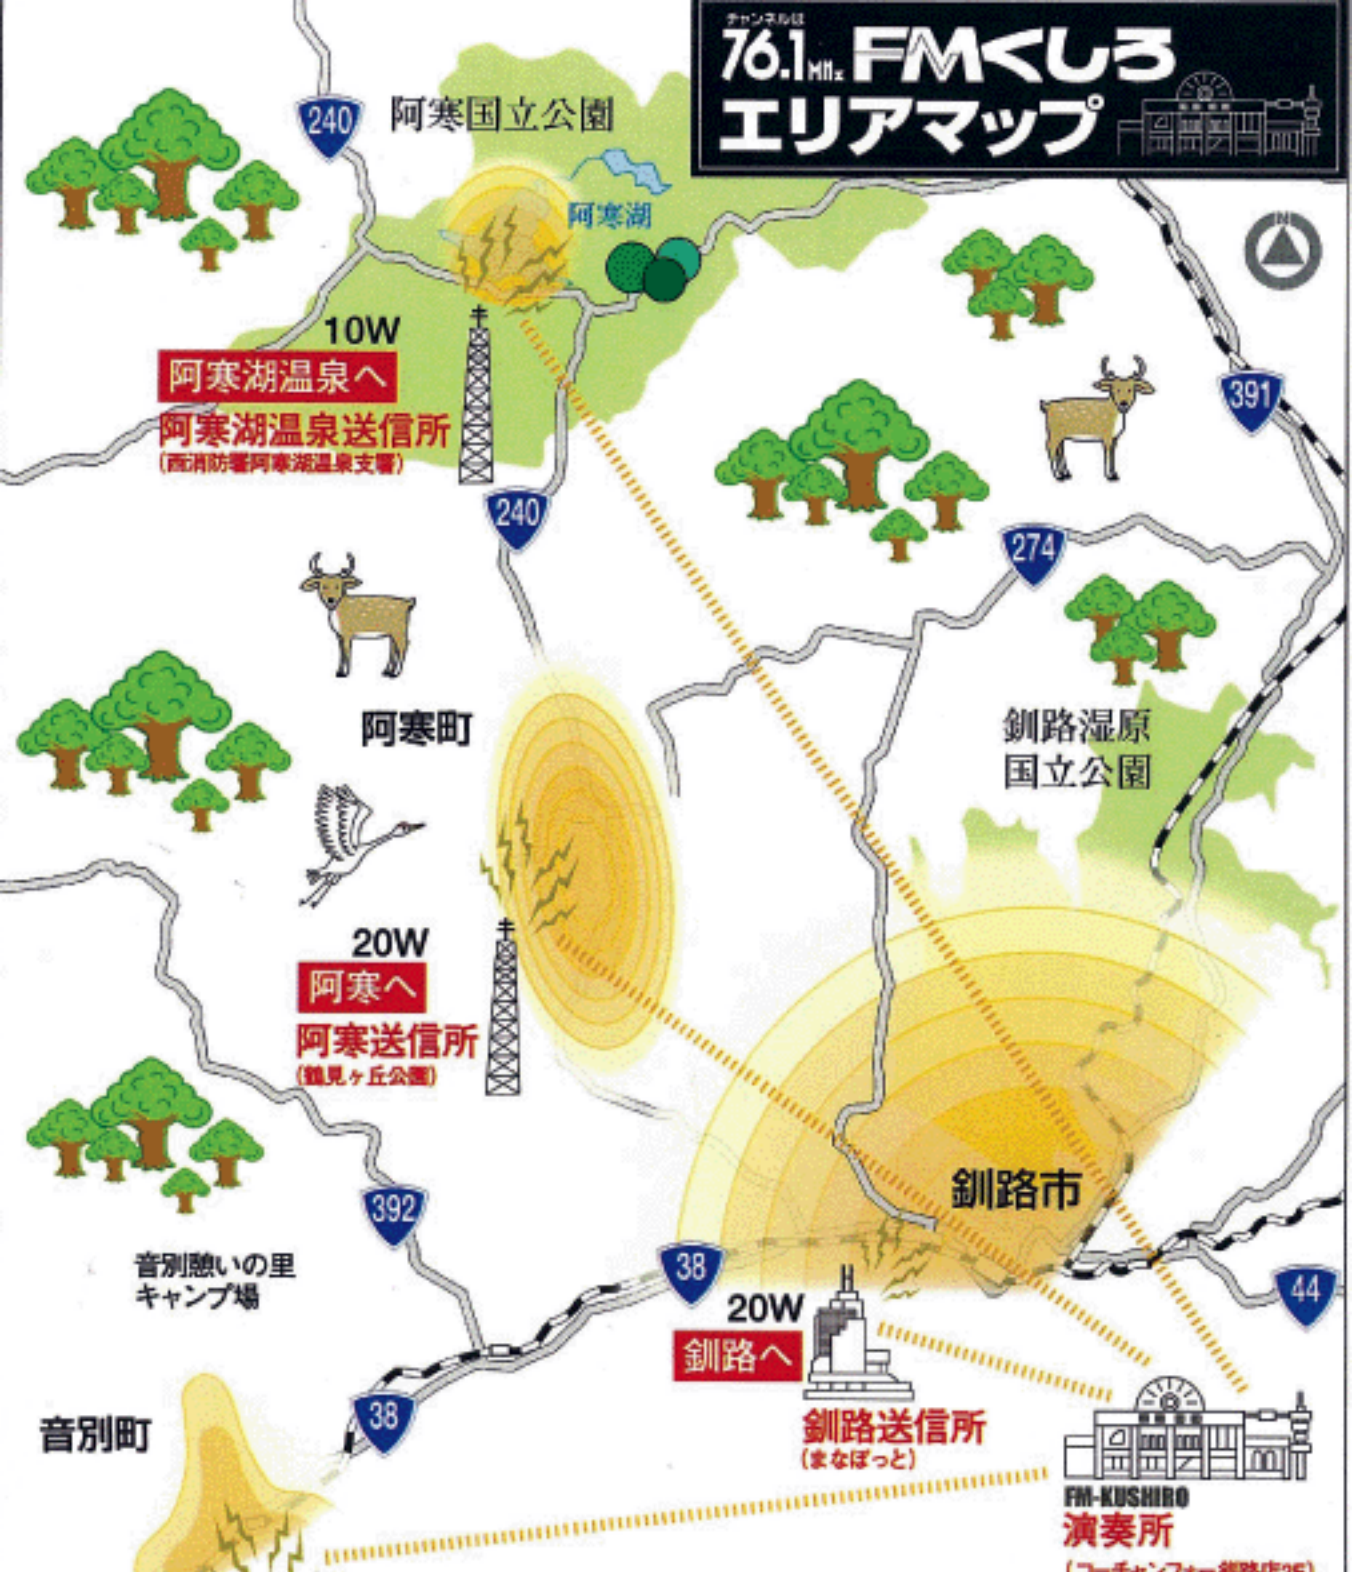 チャンネルは
76.1MHz FMくしろ
エリアマップ
240
阿寒国立公園
阿寒湖
N
10W
阿寒湖温泉へ
阿寒湖温泉送信所
(西消防署阿寒湖温泉支署)
391
240
274
阿寒町
釧路湿原
国立公園
20W
阿寒へ
阿寒送信所
(鶴見ヶ丘公園)
釧路市
392
音別憩いの里
キャンプ場
38
44
20W
釧路へ
釧路送信所
(まなぼっと)
音別町
38
FM-KUSHIRO
演奏所